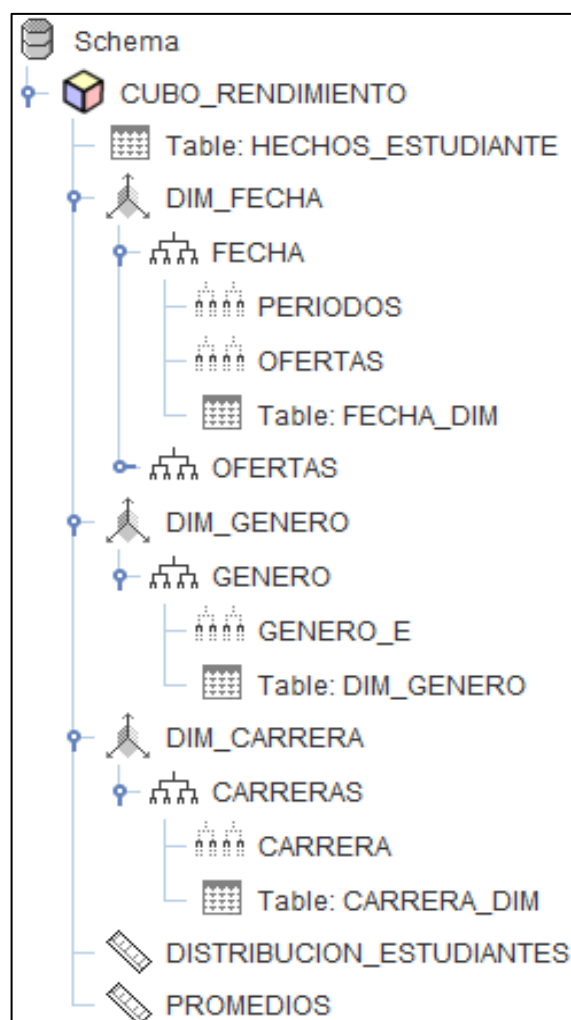 Schema
CUBO_RENDIMIENTO
Table: HECHOS_ESTUDIANTE
DIM_FECHA
FECHA
PERIODOS
OFERTAS
Table: FECHA_DIM
OFERTAS
DIM_GENERO
GENERO
GENERO_E
Table: DIM_GENERO
DIM_CARRERA
CARRERAS
CARRERA
Table: CARRERA_DIM
DISTRIBUCION_ESTUDIANTES
PROMEDIOS